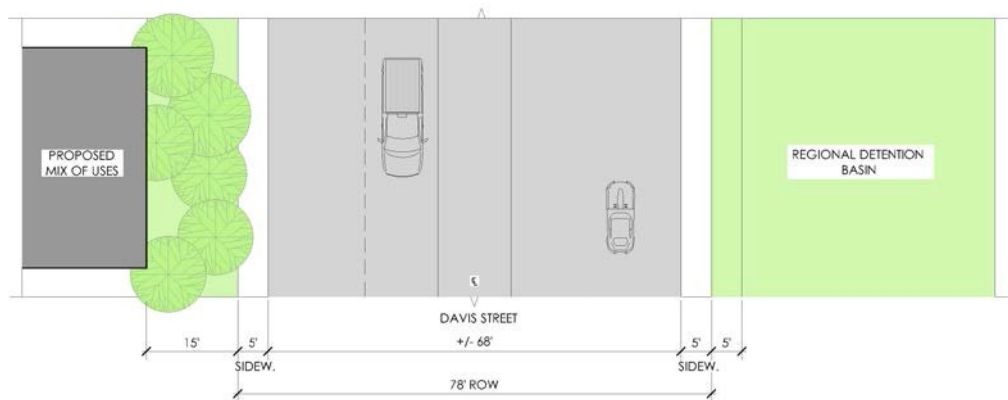 PROPOSED
MIX OF USES
REGIONAL DETENTION
BASIN
℄
DAVIS STREET
15' 5' +/- 68' 5' 5'
SIDEW. SIDEW.
78' ROW